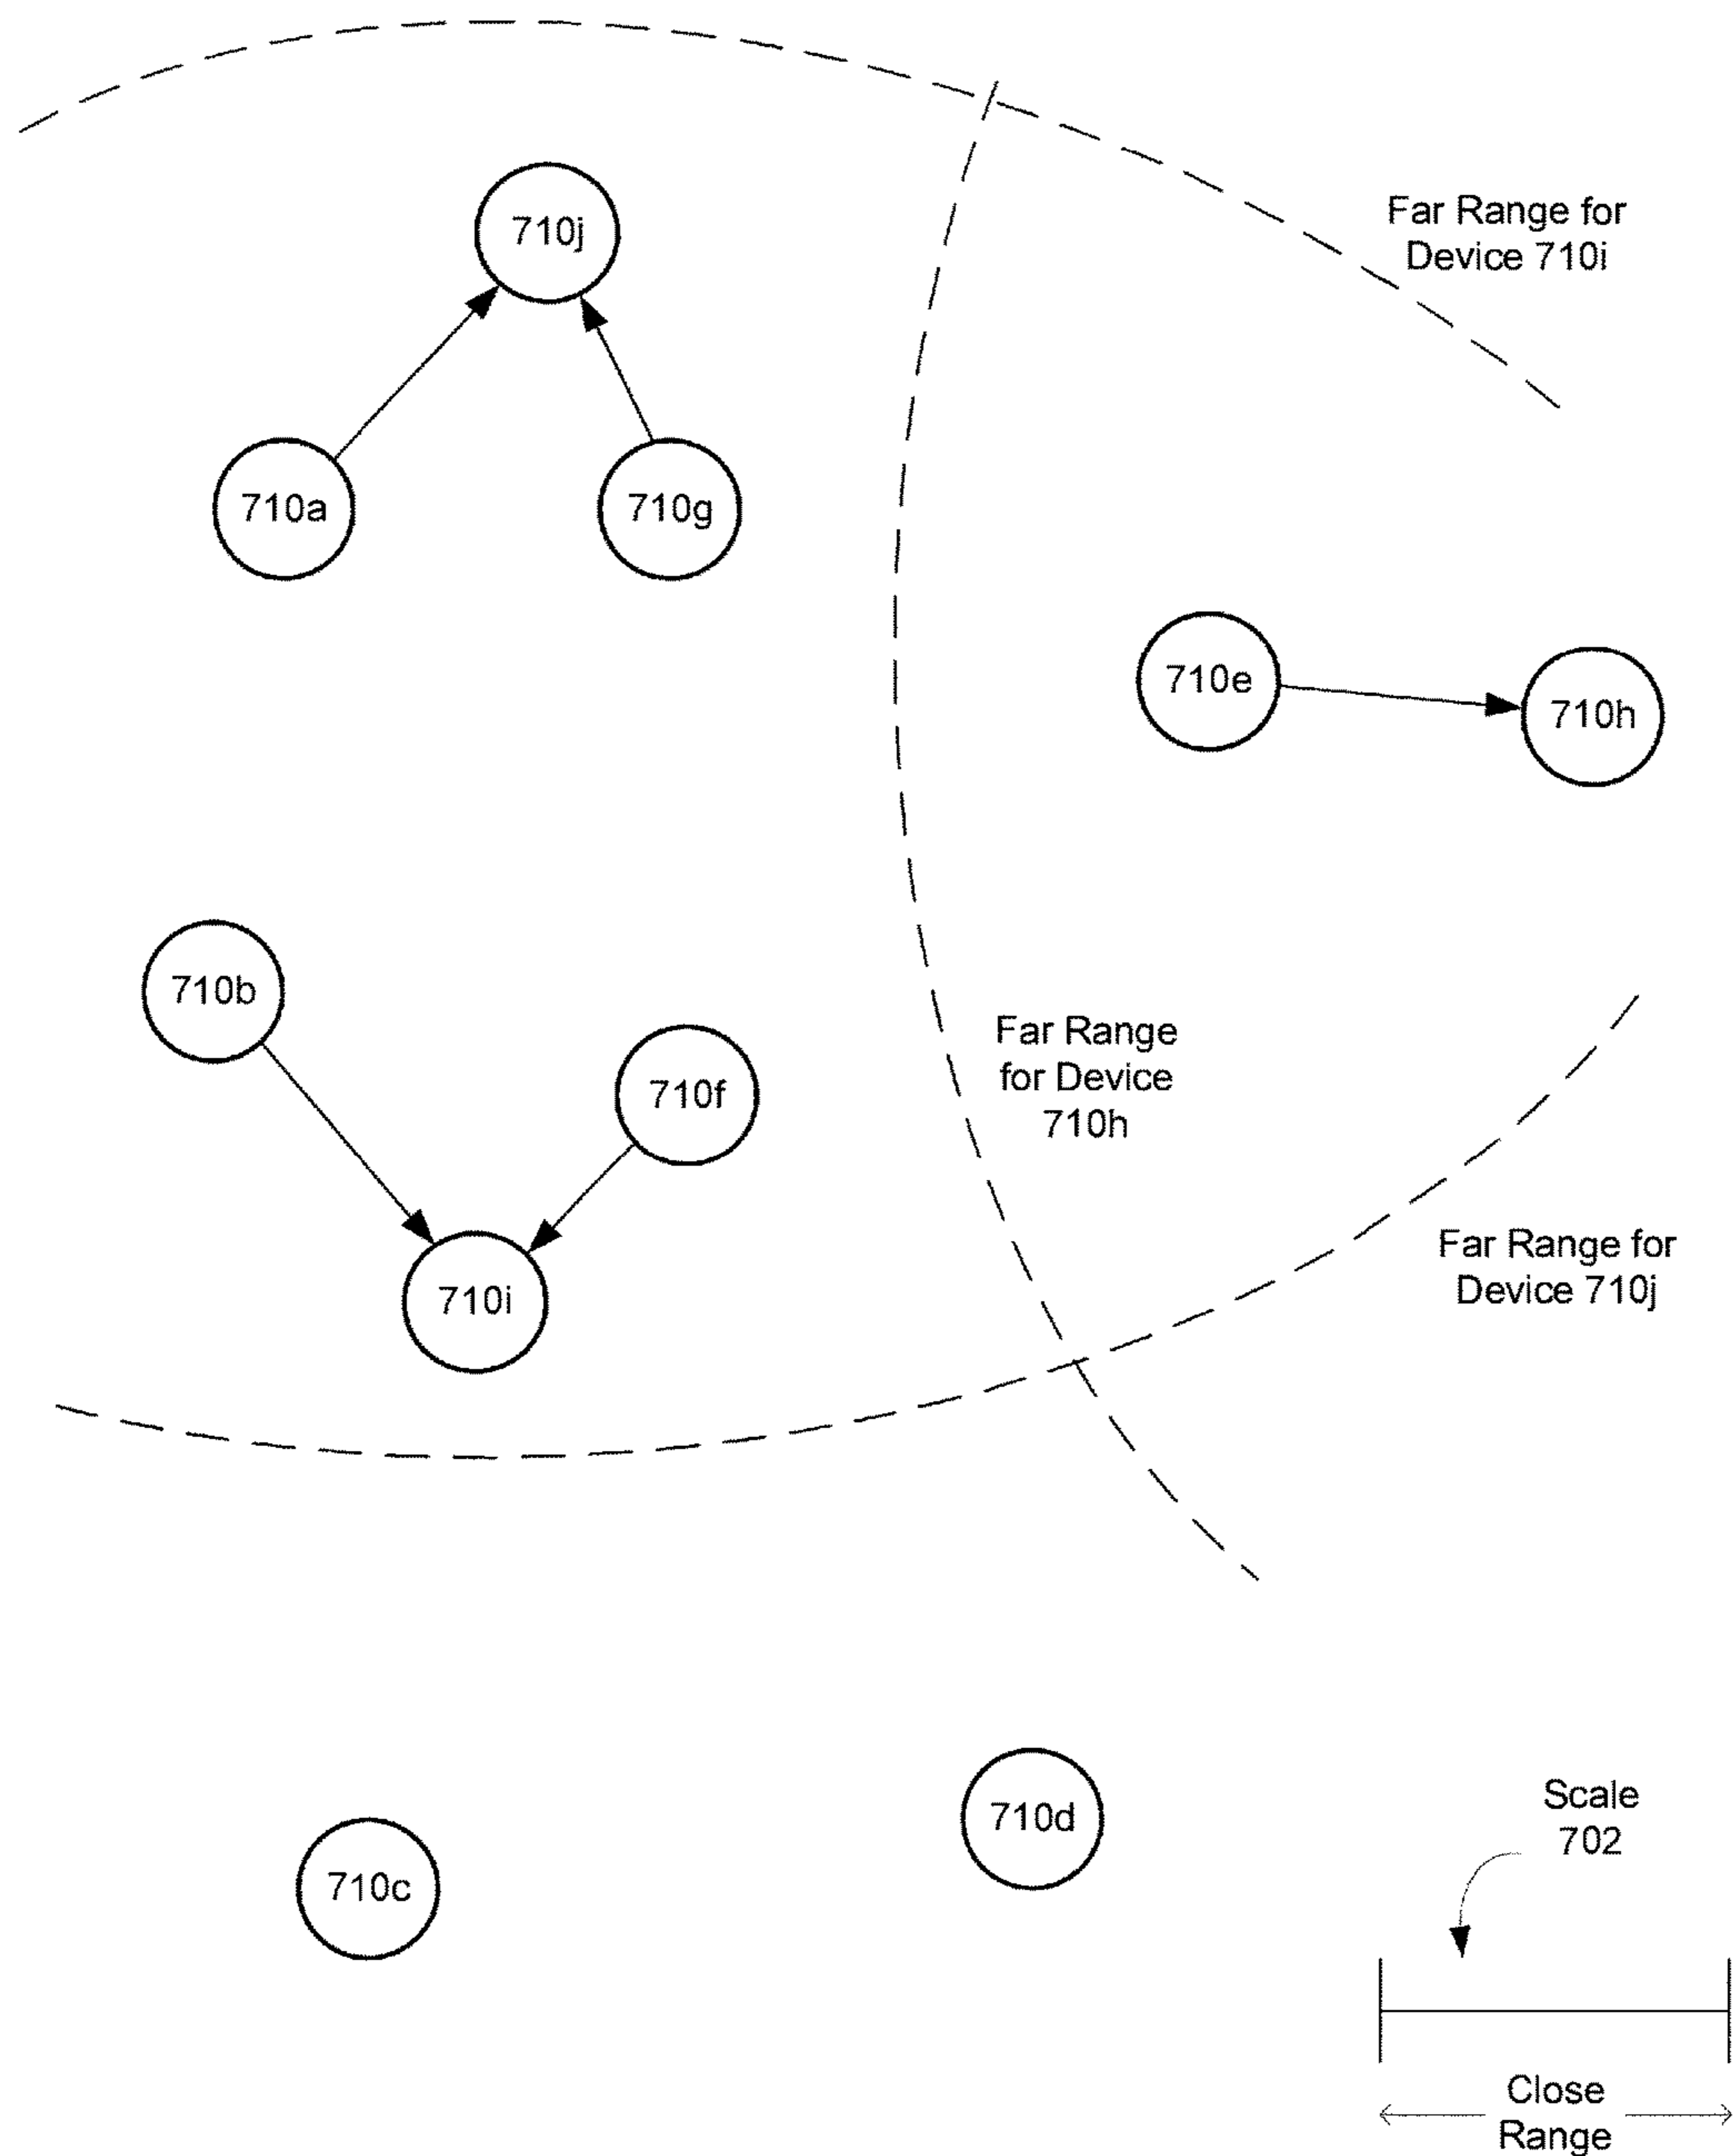 710j
Far Range for
Device 710i
710a
710g
710e
710h
710b
Far Range
for Device
710h
710f
Far Range for
Device 710j
710i
Scale
702
710d
710c
Close
Range